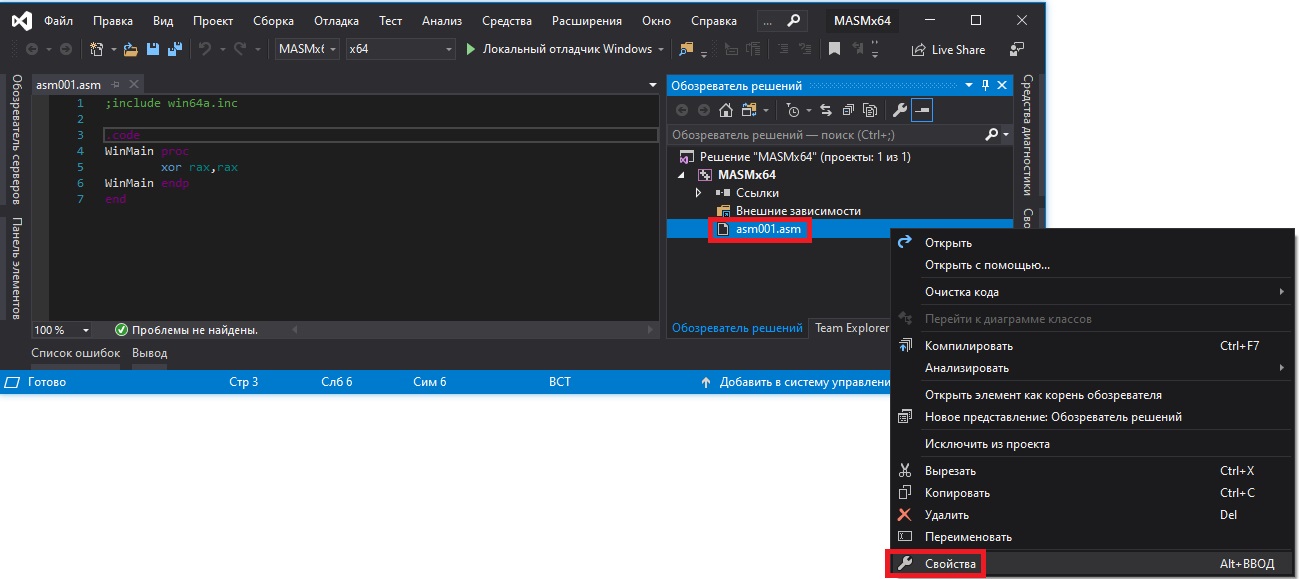 Файл Правка Вид Проект Сборка Отладка Тест Анализ Средства Расширения Окно Справка ... MASMx64
MASMx( x64 Локальный отладчик Windows Live Share
Обозреватель серверов
Панель элементов
asm001.asm
1 ;include win64a.inc
2
3 .code
4 WinMain proc
5 xor rax,rax
6 WinMain endp
7 end
100 % Проблемы не найдены.
Список ошибок Вывод
Обозреватель решений
Обозреватель решений — поиск (Ctrl+;)
Решение "MASMx64" (проекты: 1 из 1)
MASMx64
Ссылки
Внешние зависимости
asm001.asm
Обозреватель решений Team Explorer
Средства диагностики
Сво
Готово Стр 3 Слб 6 Сим 6 ВСТ Добавить в систему управлени
Открыть
Открыть с помощью...
Очистка кода
Перейти к диаграмме классов
Компилировать Ctrl+F7
Анализировать
Открыть элемент как корень обозревателя
Новое представление: Обозреватель решений
Исключить из проекта
Вырезать Ctrl+X
Копировать Ctrl+C
Удалить Del
Переименовать
Свойства Alt+ВВОД